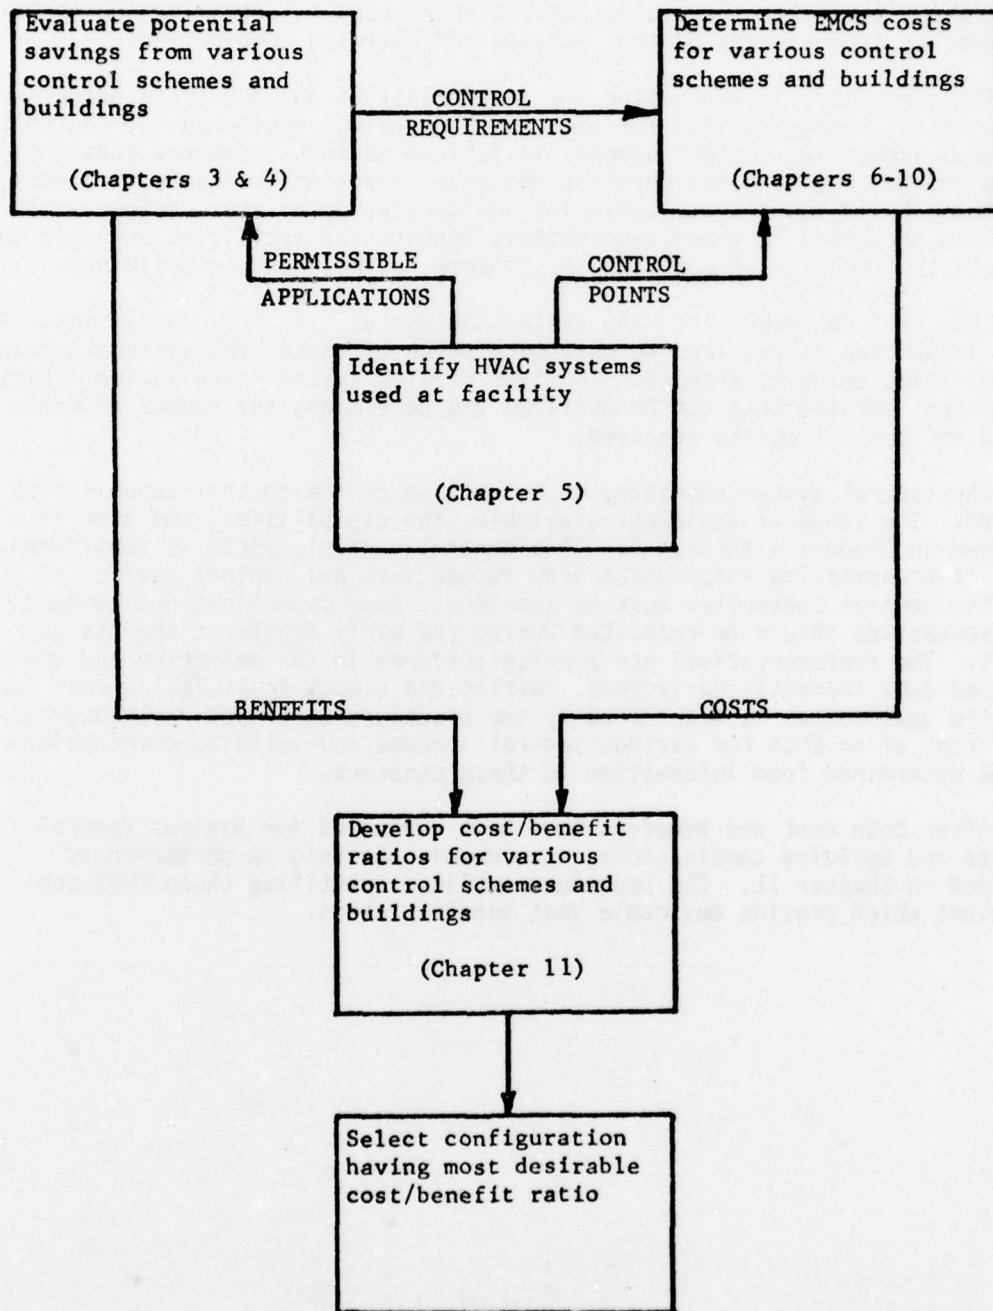 Evaluate potential
savings from various
control schemes and
buildings
(Chapters 3 & 4)
CONTROL
REQUIREMENTS
Determine EMCS costs
for various control
schemes and buildings
(Chapters 6-10)
PERMISSIBLE
APPLICATIONS
CONTROL
POINTS
Identify HVAC systems
used at facility
(Chapter 5)
BENEFITS
COSTS
Develop cost/benefit
ratios for various
control schemes and
buildings
(Chapter 11)
Select configuration
having most desirable
cost/benefit ratio